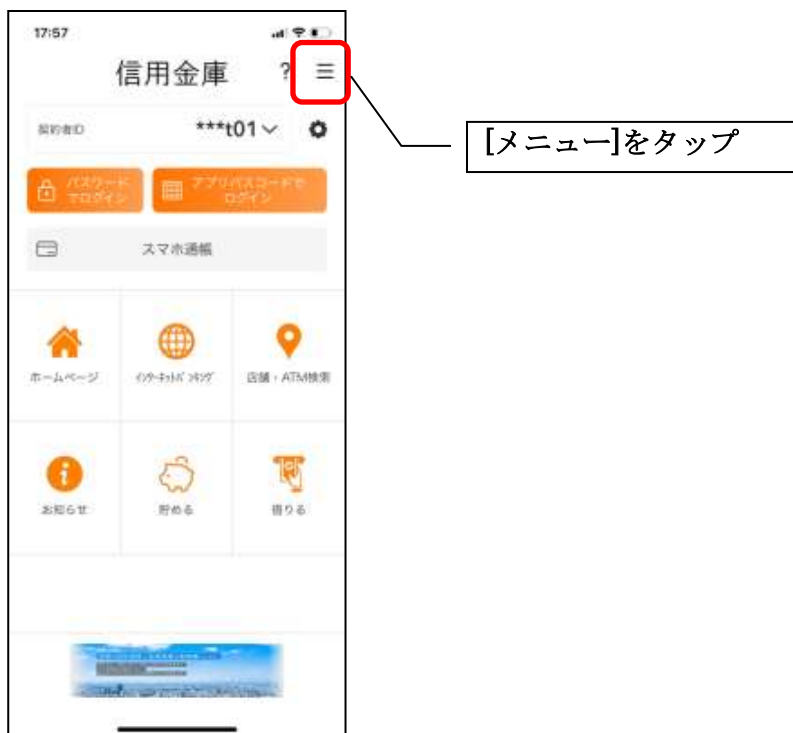 17:57
信用金庫 ? ≡
契約者ID ***t01
パスワード
でログイン
アプリパスコードで
ログイン
スマホ通帳
ホームページ
インターネットバンキング
店舗・ATM検索
お知らせ
貯める
借りる
[メニュー]をタップ